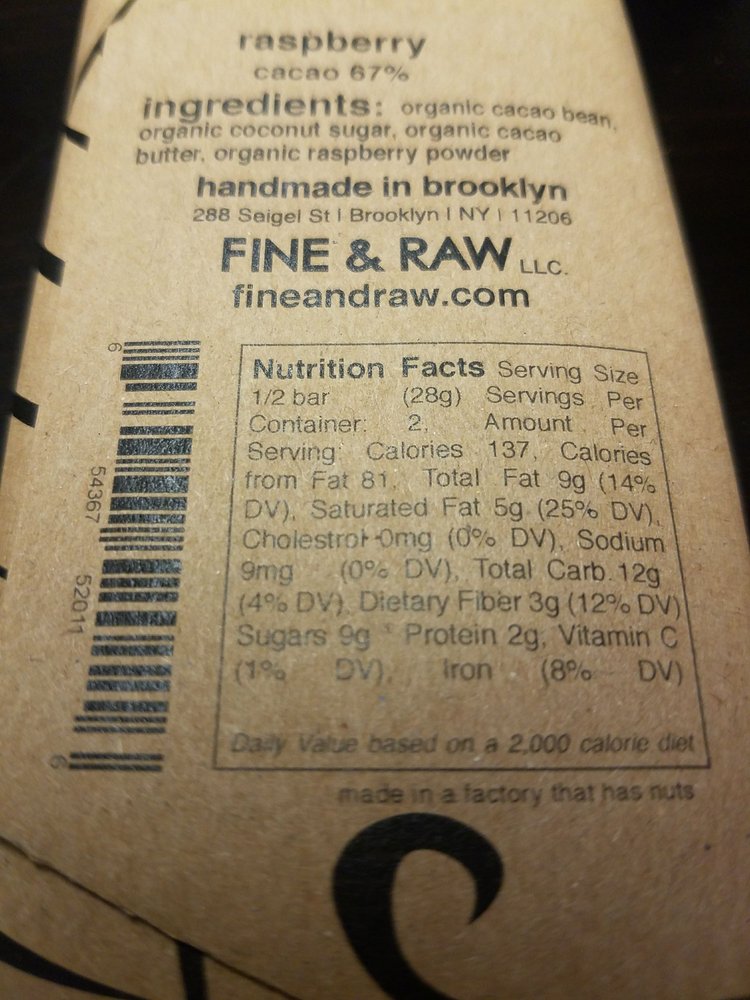 raspberry
cacao 67%
ingredients: organic cacao bean,
organic coconut sugar, organic cacao
butter, organic raspberry powder
handmade in brooklyn
288 Seigel St | Brooklyn | NY | 11206
FINE & RAW LLC.
fineandraw.com
Nutrition Facts Serving Size
1/2 bar (28g) Servings Per
Container: 2, Amount Per
Serving: Calories 137, Calories
from Fat 81, Total Fat 9g (14%
DV), Saturated Fat 5g (25% DV),
Cholestrol 0mg (0% DV), Sodium
9mg (0% DV), Total Carb. 12g
(4% DV), Dietary Fiber 3g (12% DV)
Sugars 9g Protein 2g, Vitamin C
(1% DV), Iron (8% DV)
Daily Value based on a 2,000 calorie diet
made in a factory that has nuts
6 54367 52011 6